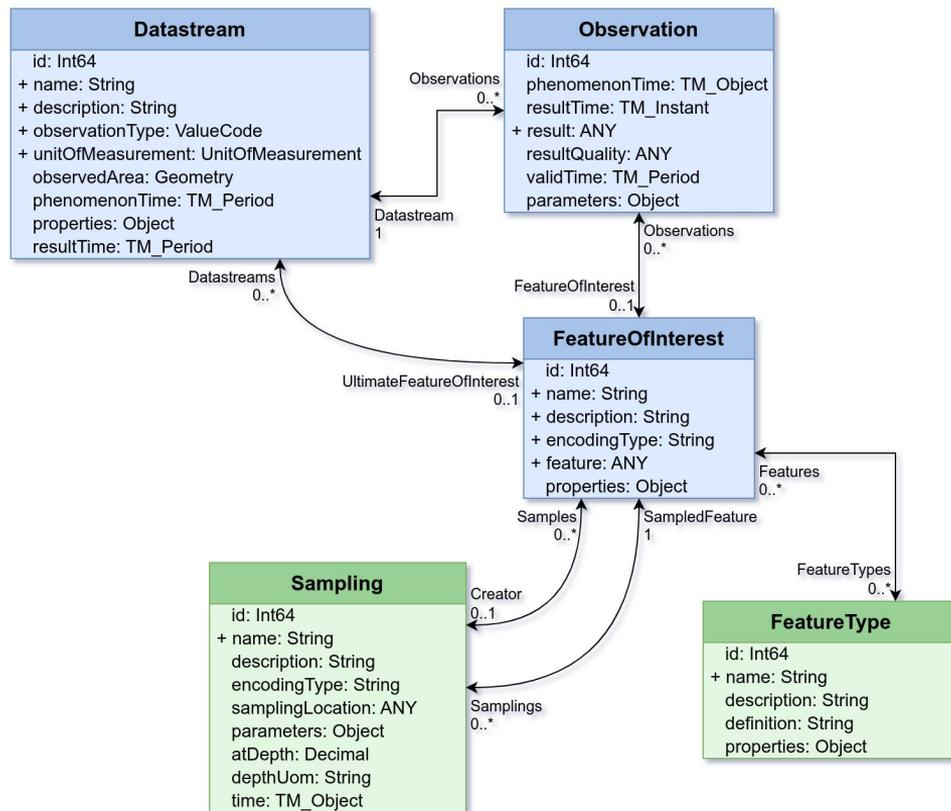 Datastream
id: Int64
+ name: String
+ description: String
+ observationType: ValueCode
+ unitOfMeasurement: UnitOfMeasurement
observedArea: Geometry
phenomenonTime: TM_Period
properties: Object
resultTime: TM_Period
Observation
id: Int64
phenomenonTime: TM_Object
resultTime: TM_Instant
+ result: ANY
resultQuality: ANY
validTime: TM_Period
parameters: Object
Observations
0..*
Datastream
1
Observations
0..*
FeatureOfInterest
0..1
Datastreams
0..*
UltimateFeatureOfInterest
0..1
FeatureOfInterest
id: Int64
+ name: String
+ description: String
+ encodingType: String
+ feature: ANY
properties: Object
Features
0..*
FeatureTypes
0..*
Samples
0..*
SampledFeature
1
Creator
0..1
Samplings
0..*
Sampling
id: Int64
+ name: String
description: String
encodingType: String
samplingLocation: ANY
parameters: Object
atDepth: Decimal
depthUom: String
time: TM_Object
FeatureType
id: Int64
+ name: String
description: String
definition: String
properties: Object